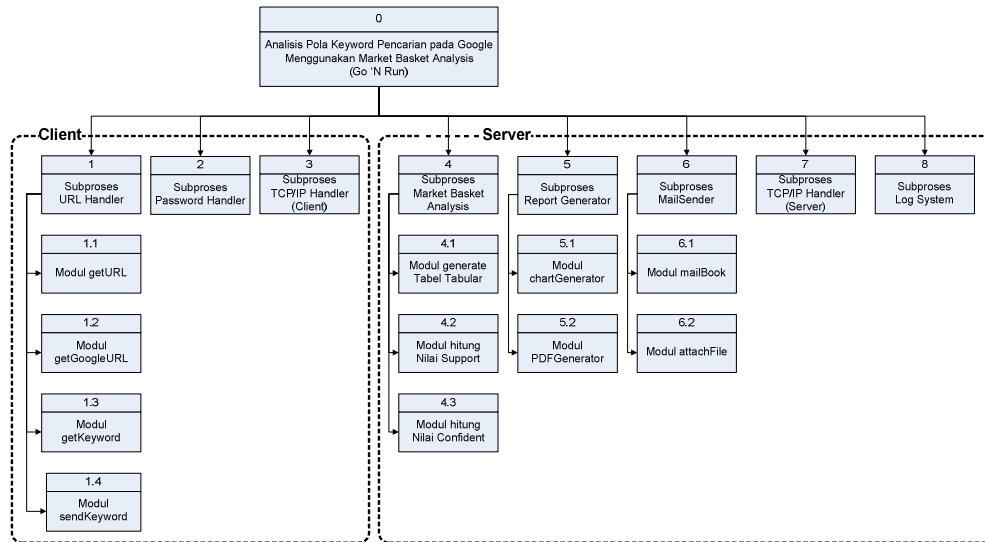 0
Analisis Pola Keyword Pencarian pada Google
Menggunakan Market Basket Analysis
(Go 'N Run)
Client
Server
1
Subproses
URL Handler
2
Subproses
Password Handler
3
Subproses
TCP/IP Handler
(Client)
4
Subproses
Market Basket
Analysis
5
Subproses
Report Generator
6
Subproses
MailSender
7
Subproses
TCP/IP Handler
(Server)
8
Subproses
Log System
1.1
Modul getURL
4.1
Modul generate
Tabel Tabular
5.1
Modul
chartGenerator
6.1
Modul mailBook
1.2
Modul
getGoogleURL
4.2
Modul hitung
Nilai Support
5.2
Modul
PDFGenerator
6.2
Modul attachFile
1.3
Modul
getKeyword
4.3
Modul hitung
Nilai Confident
1.4
Modul
sendKeyword